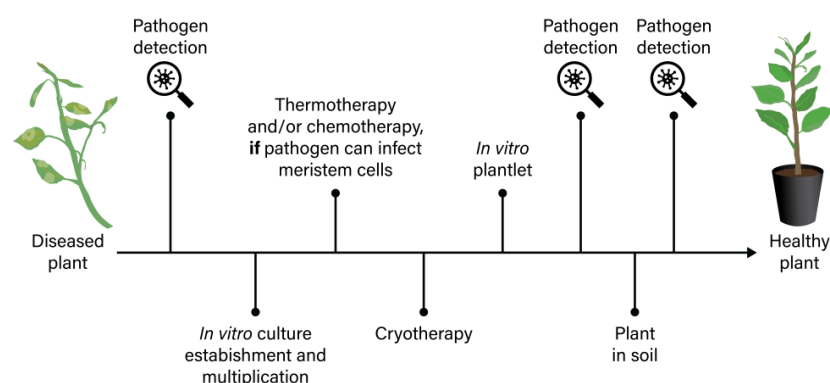 Pathogen
detection
Pathogen
detection
Pathogen
detection
Thermotherapy
and/or chemotherapy,
if pathogen can infect
meristem cells
In vitro
plantlet
Diseased
plant
Healthy
plant
In vitro culture
estabishment and
multiplication
Cryotherapy
Plant
in soil